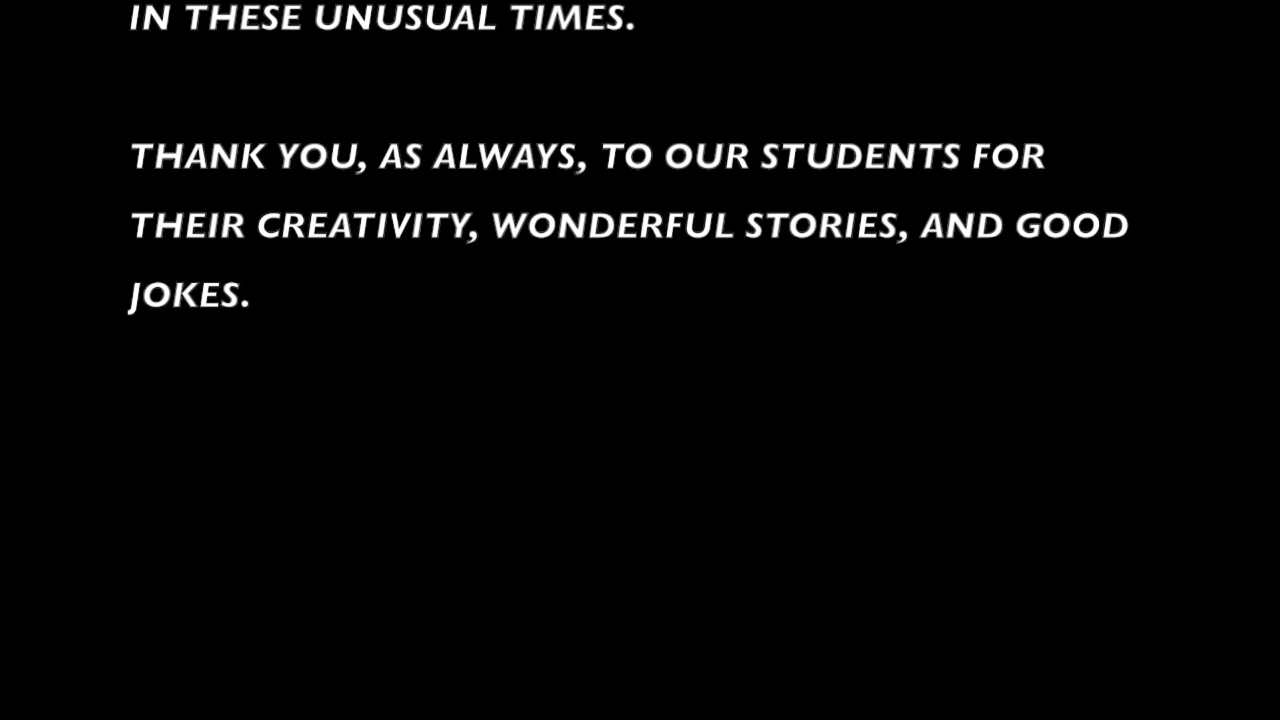 IN THESE UNUSUAL TIMES.
THANK YOU, AS ALWAYS, TO OUR STUDENTS FOR
THEIR CREATIVITY, WONDERFUL STORIES, AND GOOD
JOKES.